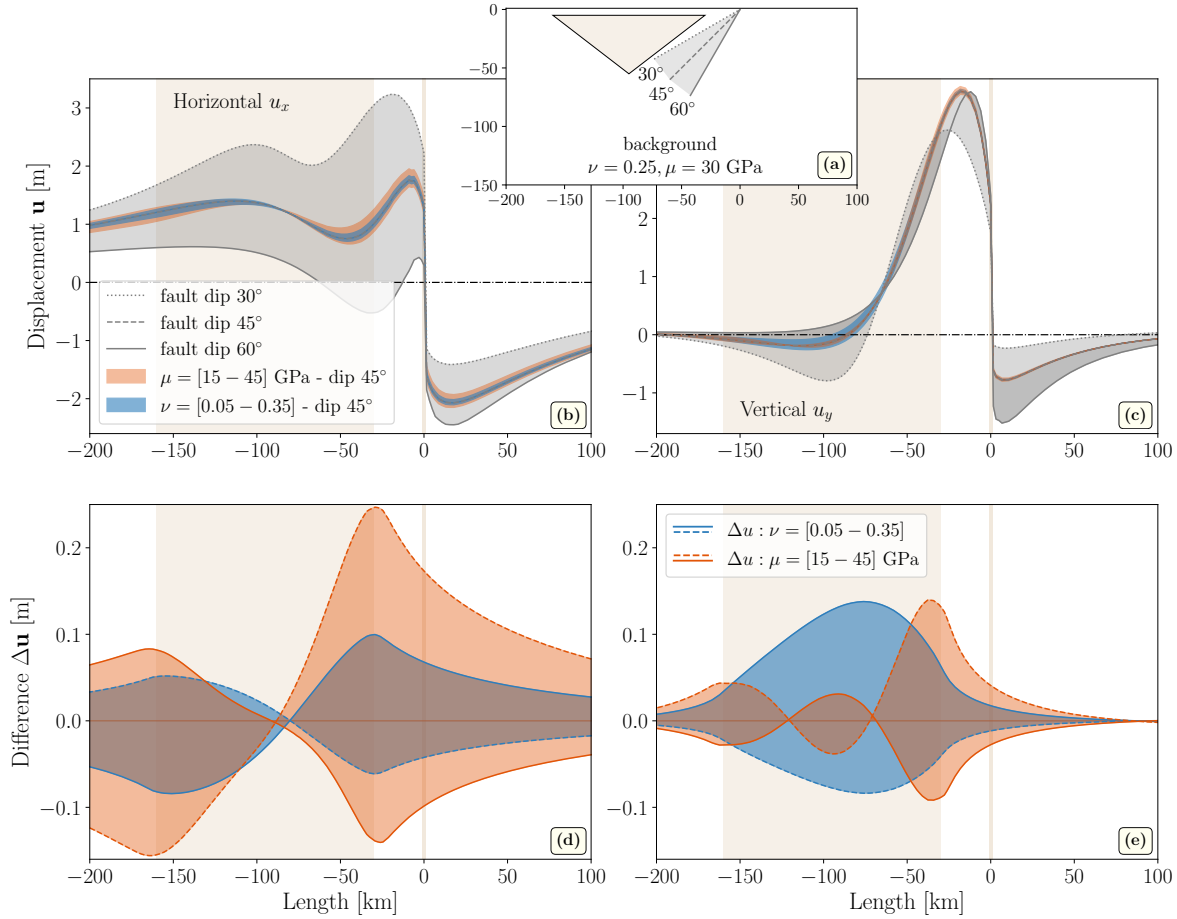 0
−50
−100
−150
−200
−100
−50
0
50
100
30°
45°
60°
background
ν = 0.25, μ = 30 GPa
(a)
Displacement u [m]
3
2
1
0
−1
−2
Horizontal u_x
fault dip 30°
fault dip 45°
fault dip 60°
μ = [15 − 45] GPa - dip 45°
ν = [0.05 − 0.35] - dip 45°
(b)
−200
−150
−100
−50
0
50
100
2
1
0
−1
Vertical u_y
(c)
−200
−150
−100
−50
0
50
100
Difference Δu [m]
0.2
0.1
0.0
−0.1
(d)
−200
−150
−100
−50
0
50
100
Length [km]
0.2
0.1
0.0
−0.1
Δu : ν = [0.05 − 0.35]
Δu : μ = [15 − 45] GPa
(e)
−200
−150
−100
−50
0
50
100
Length [km]